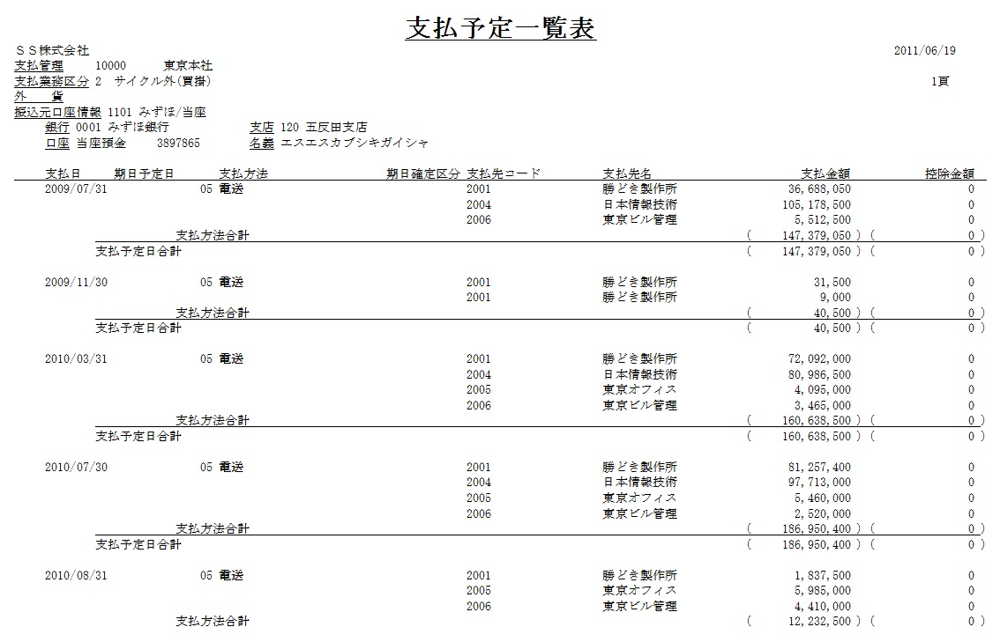 支払予定一覧表
ＳＳ株式会社 2011/06/19
支払管理 10000 東京本社
支払業務区分 2 サイクル外(買掛) 1頁
外　貨
振込元口座情報 1101 みずほ/当座
銀行 0001 みずほ銀行 支店 120 五反田支店
口座 当座預金 3897865 名義 エスエスカブシキガイシャ
支払日 期日予定日 支払方法 期日確定区分 支払先コード 支払先名 支払金額 控除金額
2009/07/31 05 電送 2001 勝どき製作所 36,688,050 0
2004 日本情報技術 105,178,500 0
2006 東京ビル管理 5,512,500 0
支払方法合計 ( 147,379,050 ) ( 0 )
支払予定日合計 ( 147,379,050 ) ( 0 )
2009/11/30 05 電送 2001 勝どき製作所 31,500 0
2001 勝どき製作所 9,000 0
支払方法合計 ( 40,500 ) ( 0 )
支払予定日合計 ( 40,500 ) ( 0 )
2010/03/31 05 電送 2001 勝どき製作所 72,092,000 0
2004 日本情報技術 80,986,500 0
2005 東京オフィス 4,095,000 0
2006 東京ビル管理 3,465,000 0
支払方法合計 ( 160,638,500 ) ( 0 )
支払予定日合計 ( 160,638,500 ) ( 0 )
2010/07/30 05 電送 2001 勝どき製作所 81,257,400 0
2004 日本情報技術 97,713,000 0
2005 東京オフィス 5,460,000 0
2006 東京ビル管理 2,520,000 0
支払方法合計 ( 186,950,400 ) ( 0 )
支払予定日合計 ( 186,950,400 ) ( 0 )
2010/08/31 05 電送 2001 勝どき製作所 1,837,500 0
2005 東京オフィス 5,985,000 0
2006 東京ビル管理 4,410,000 0
支払方法合計 ( 12,232,500 ) ( 0 )